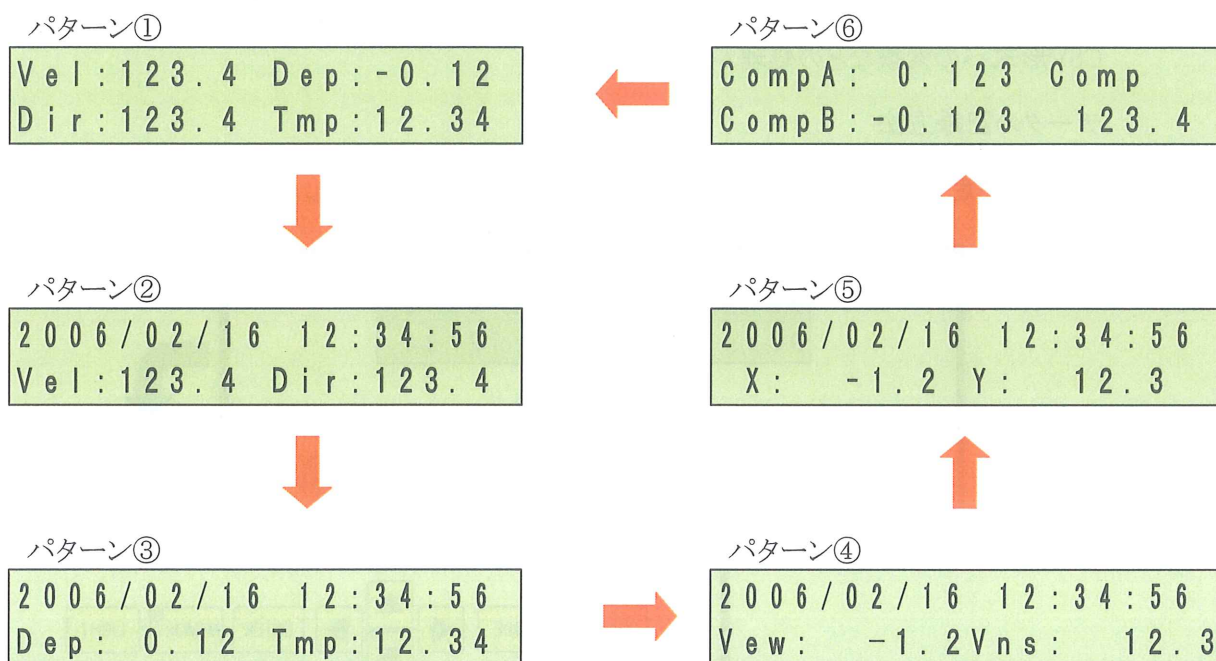 パターン①
Vel:123.4 Dep:-0.12
Dir:123.4 Tmp:12.34
パターン②
2006/02/16 12:34:56
Vel:123.4 Dir:123.4
パターン③
2006/02/16 12:34:56
Dep: 0.12 Tmp:12.34
パターン④
2006/02/16 12:34:56
Vew: -1.2Vns: 12.3
パターン⑤
2006/02/16 12:34:56
X: -1.2 Y: 12.3
パターン⑥
CompA: 0.123 Comp
CompB:-0.123 123.4